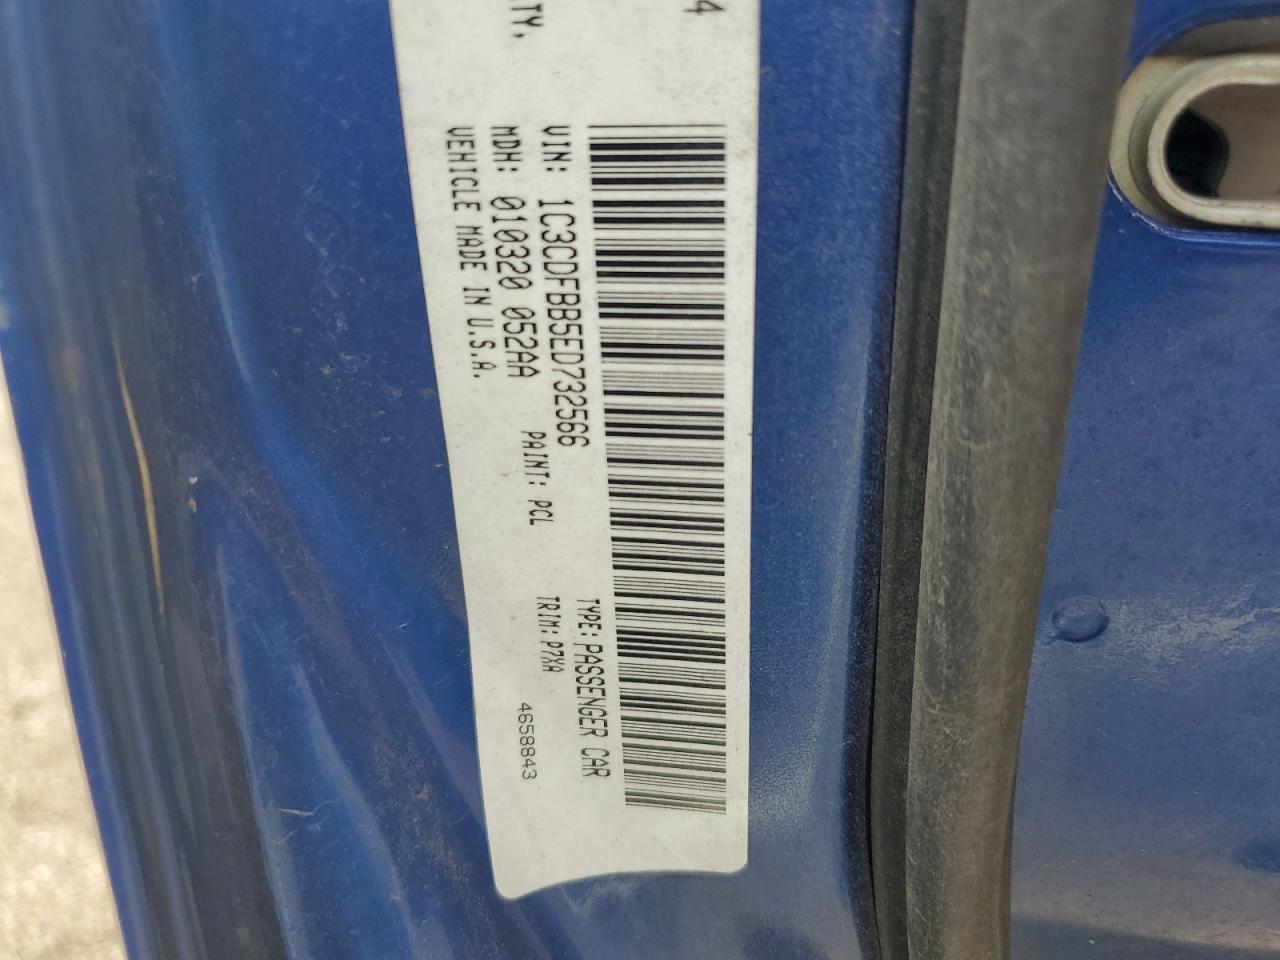 4
TY,
VIN: 1C3CDFBB5ED732566
MDH: 010320 052AA
VEHICLE MADE IN U.S.A.
TYPE: PASSENGER CAR
PAINT: PCL TRIM: P7XA
4658843